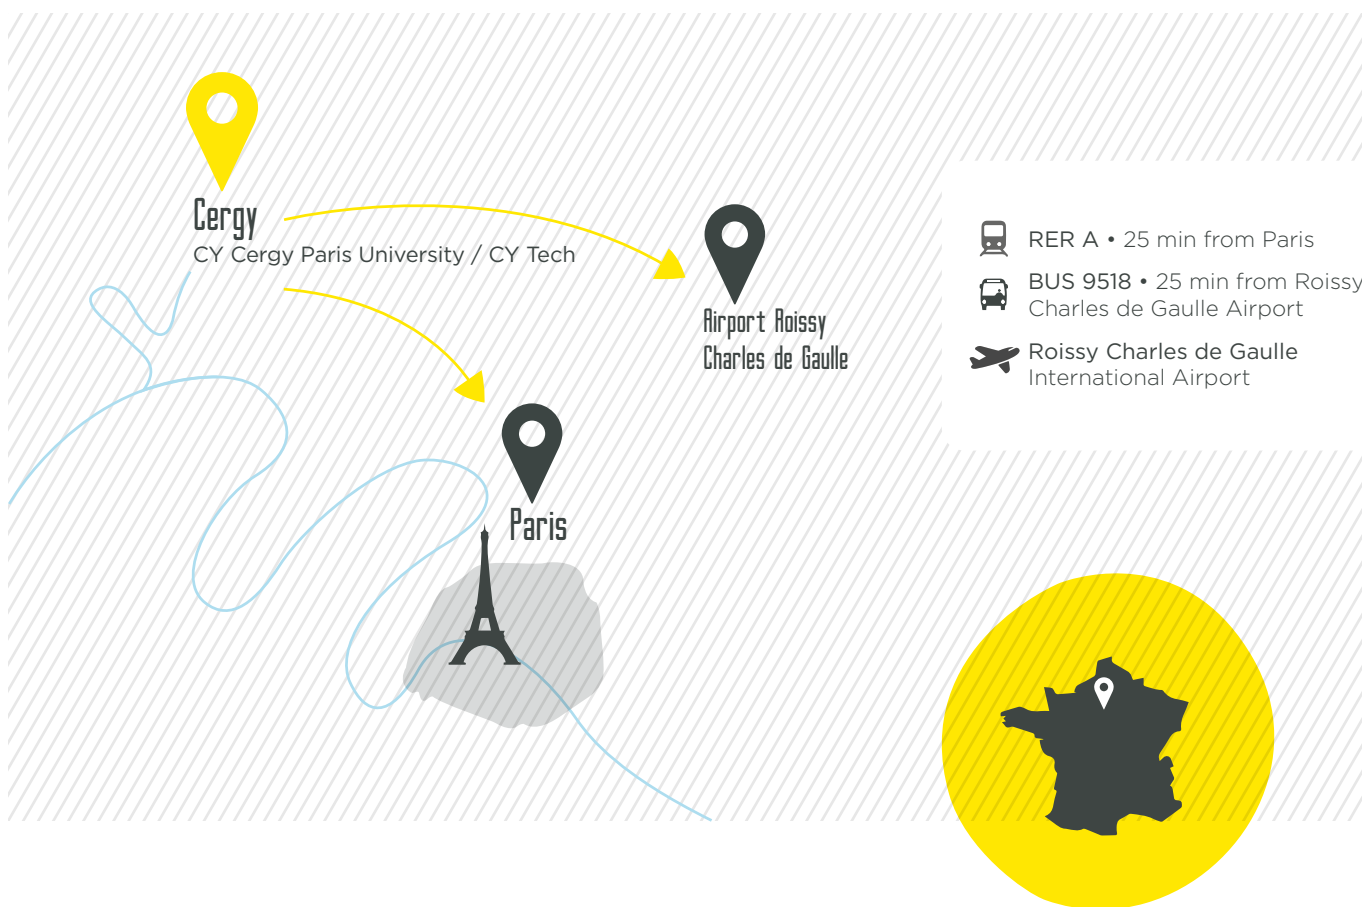 Cergy
CY Cergy Paris University / CY Tech
Airport Roissy
Charles de Gaulle
Paris
RER A • 25 min from Paris
BUS 9518 • 25 min from Roissy
Charles de Gaulle Airport
Roissy Charles de Gaulle
International Airport